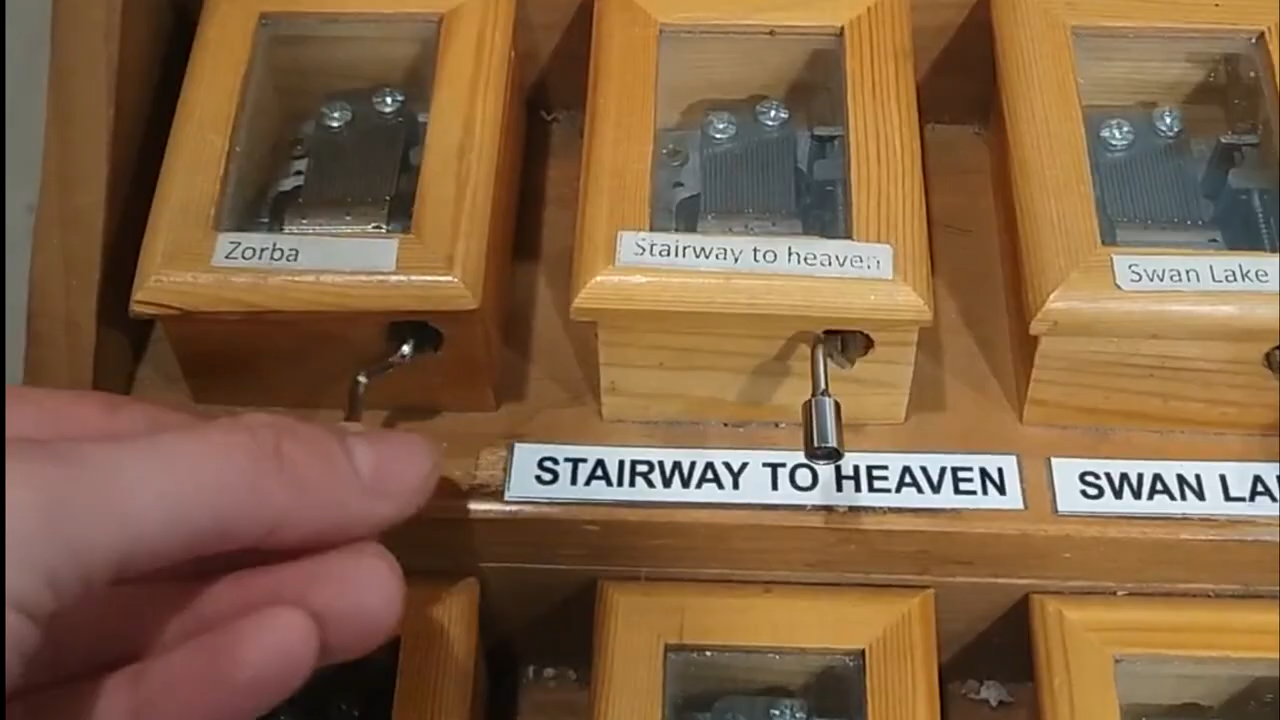 Zorba
Stairway to heaven
Swan Lake
STAIRWAY TO HEAVEN
SWAN LA